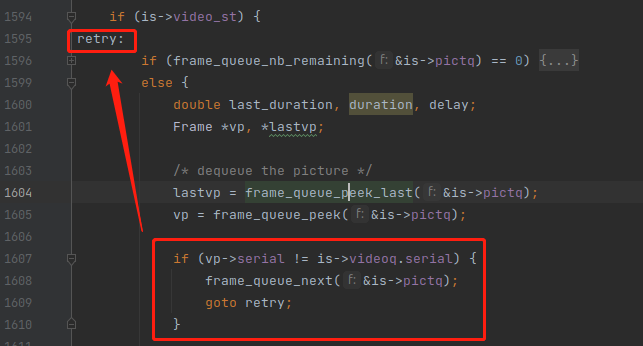 1594 if (is->video_st) {
1595 retry:
1596 if (frame_queue_nb_remaining( f: &is->pictq) == 0) {...}
1599 else {
1600 double last_duration, duration, delay;
1601 Frame *vp, *lastvp;
1602
1603 /* dequeue the picture */
1604 lastvp = frame_queue_peek_last( f: &is->pictq);
1605 vp = frame_queue_peek( f: &is->pictq);
1606
1607 if (vp->serial != is->videoq.serial) {
1608 frame_queue_next( f: &is->pictq);
1609 goto retry;
1610 }